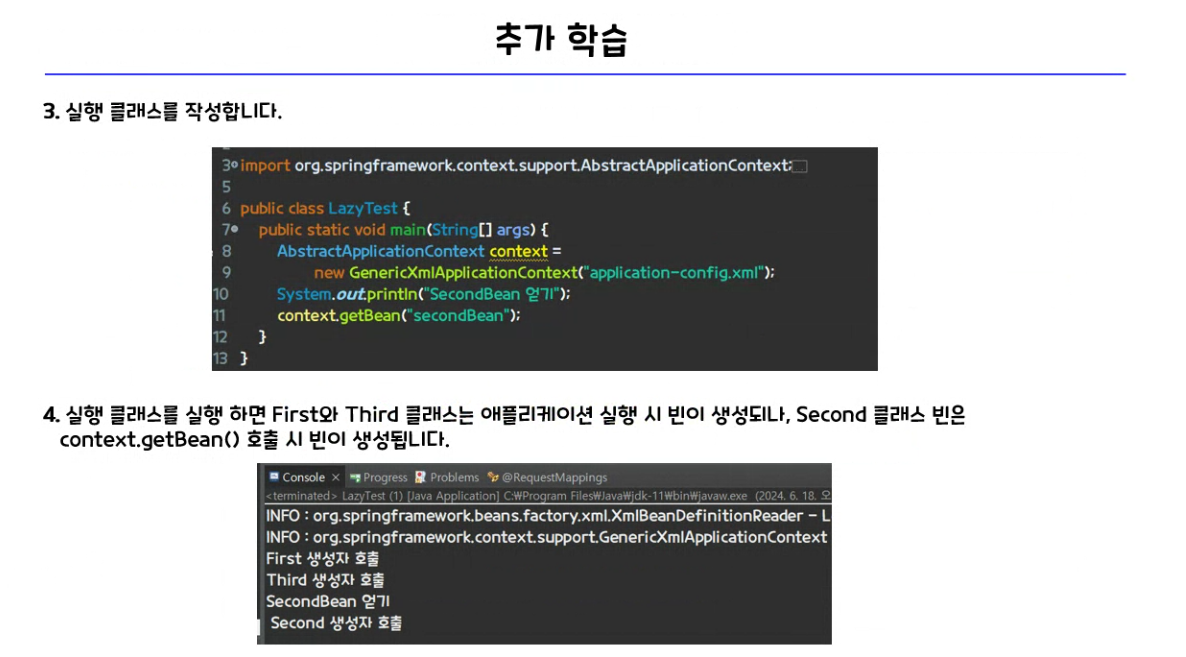 추가 학습
3. 실행 클래스를 작성합니다.
3 import org.springframework.context.support.AbstractApplicationContext;
5
6 public class LazyTest {
7 public static void main(String[] args) {
8 AbstractApplicationContext context =
9 new GenericXmlApplicationContext("application-config.xml");
10 System.out.println("SecondBean 얻기");
11 context.getBean("secondBean");
12 }
13 }
4. 실행 클래스를 실행 하면 First와 Third 클래스는 애플리케이션 실행 시 빈이 생성되나, Second 클래스 빈은
context.getBean() 호출 시 빈이 생성됩니다.
Console Progress Problems @RequestMappings
<terminated> LazyTest (1) [Java Application] C:₩Program Files₩Java₩jdk-11₩bin₩javaw.exe (2024. 6. 18. 오
INFO : org.springframework.beans.factory.xml.XmlBeanDefinitionReader - L
INFO : org.springframework.context.support.GenericXmlApplicationContext
First 생성자 호출
Third 생성자 호출
SecondBean 얻기
Second 생성자 호출